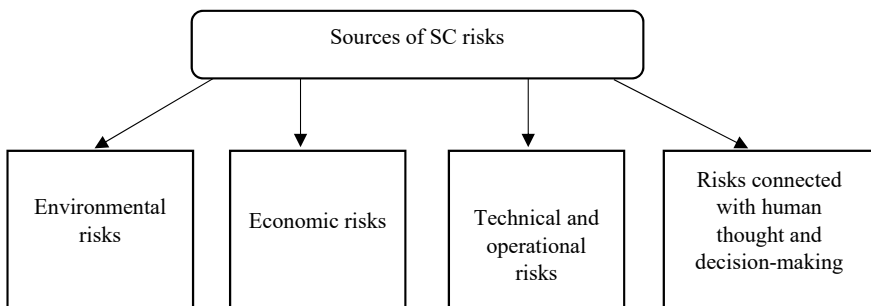 Sources of SC risks
Environmental
risks
Economic risks
Technical and
operational
risks
Risks connected
with human
thought and
decision-making